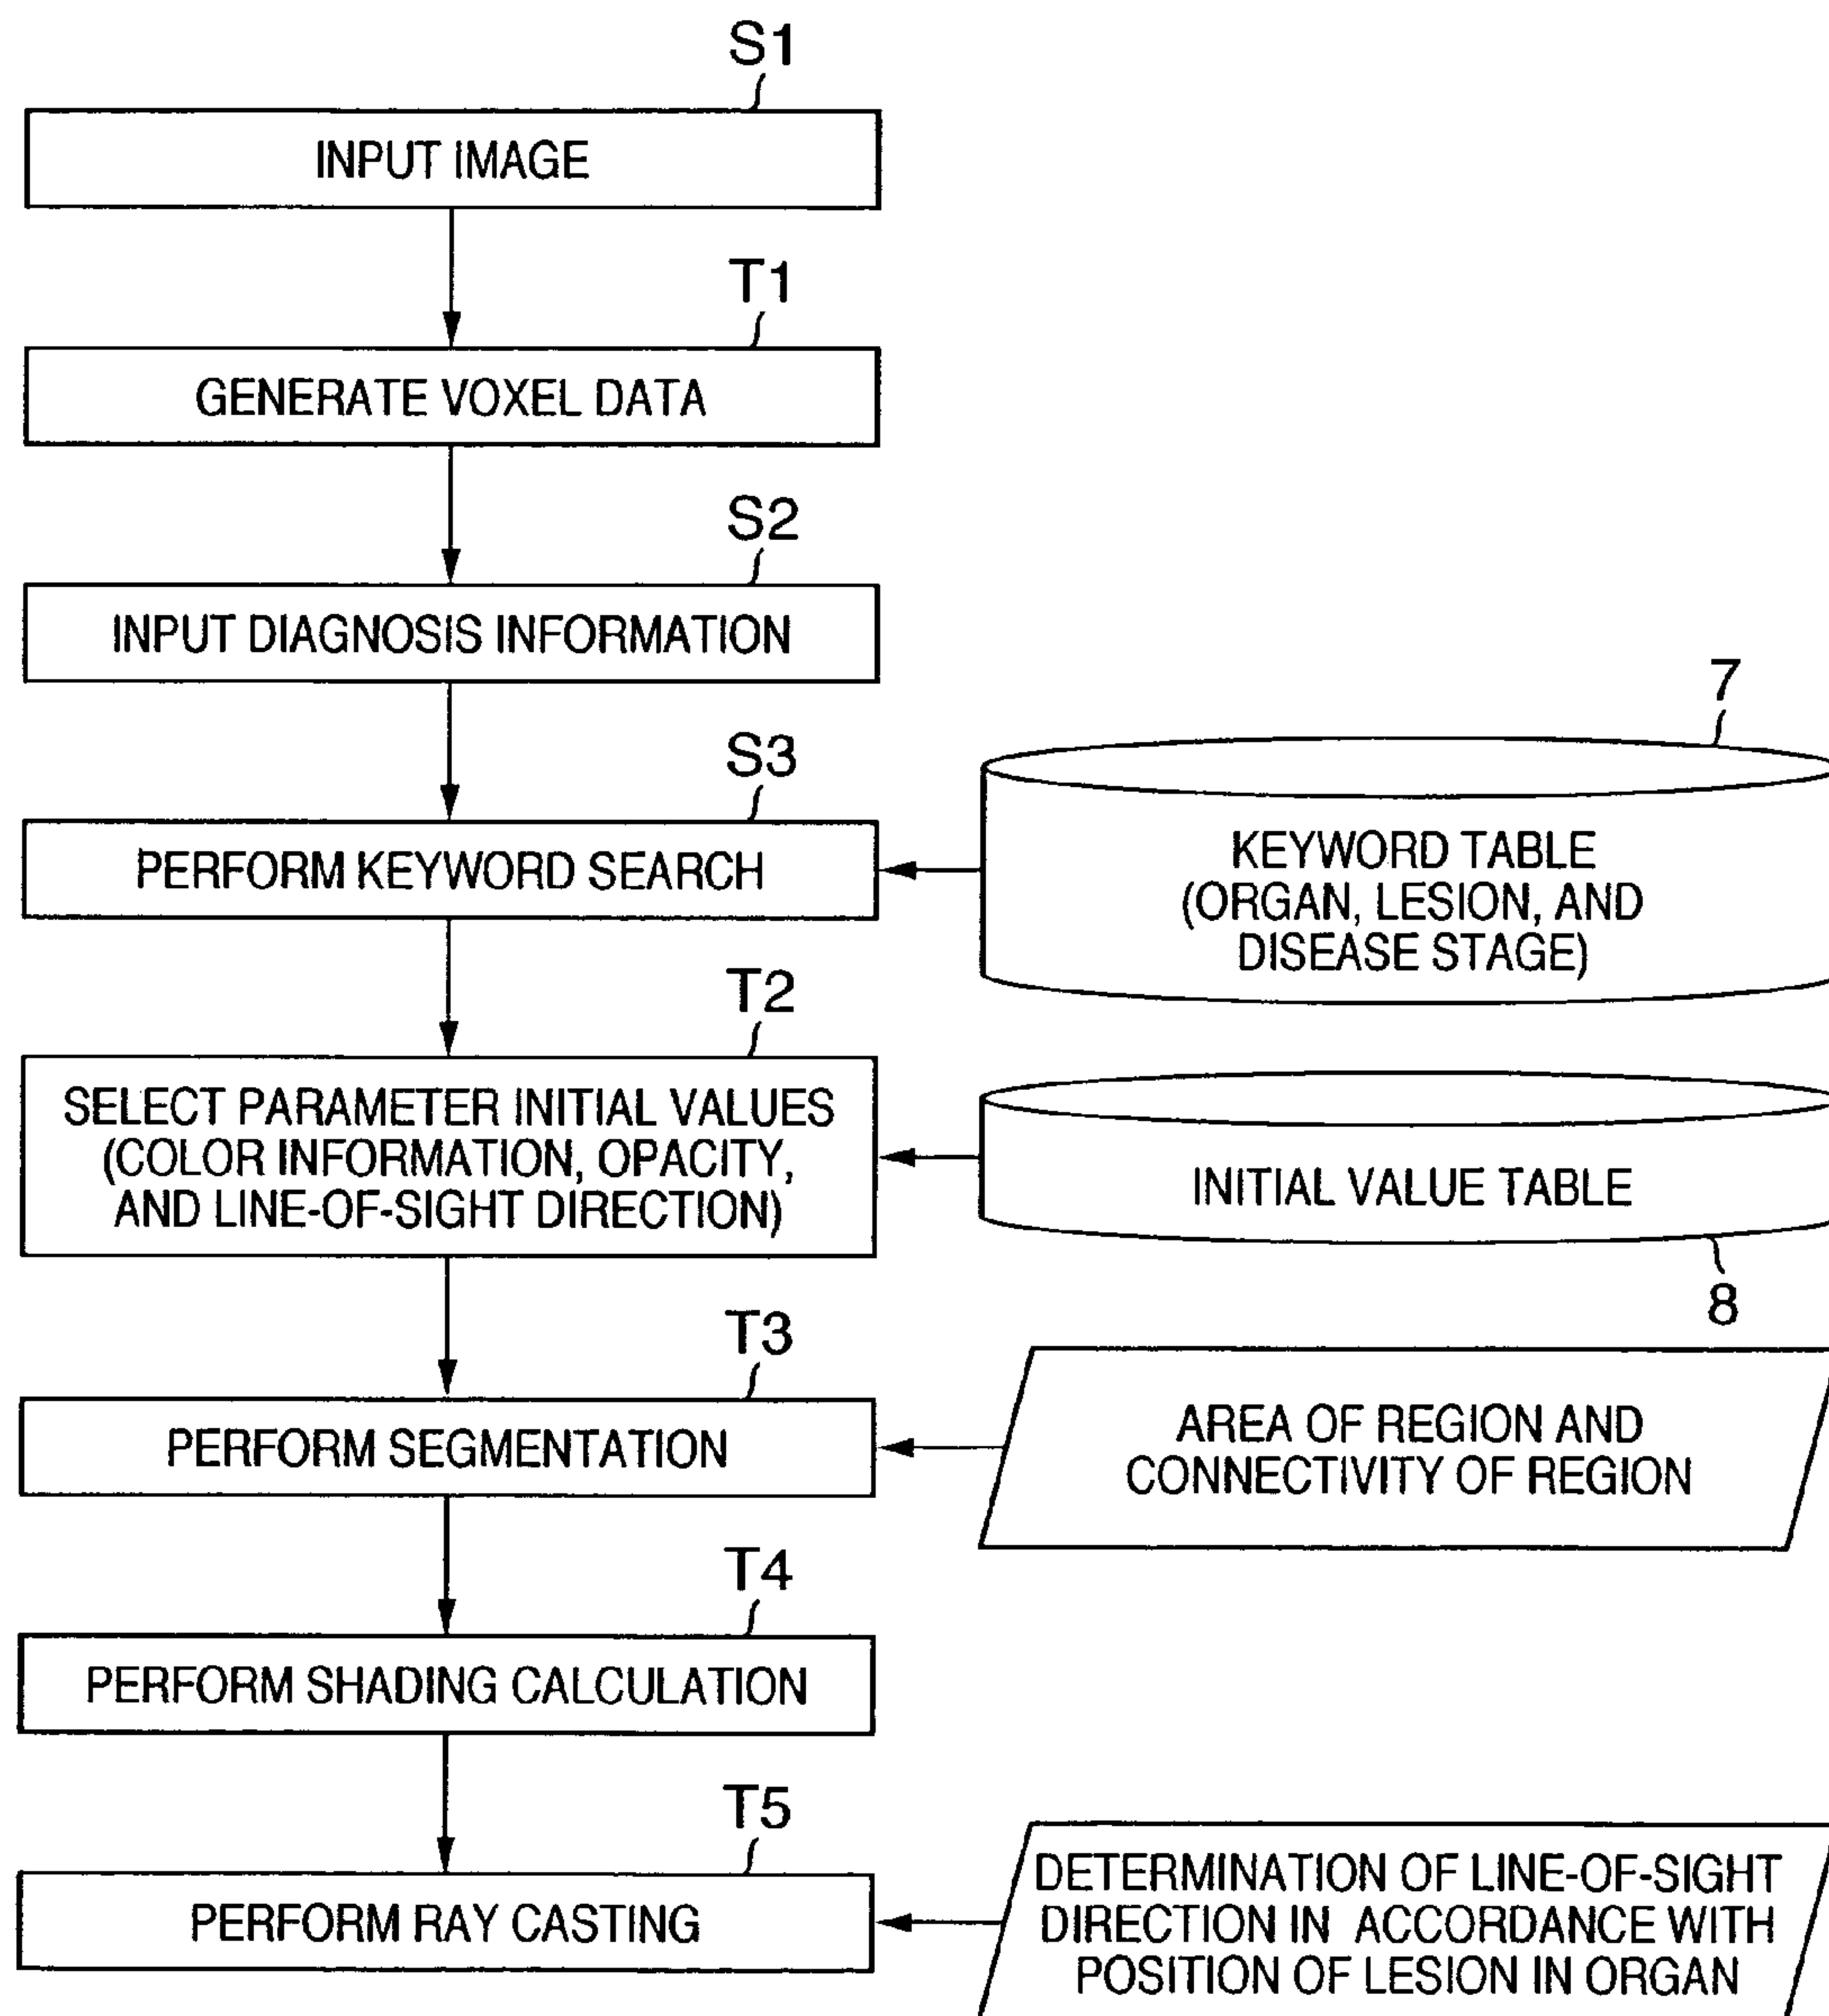 S1
INPUT IMAGE
T1
GENERATE VOXEL DATA
S2
INPUT DIAGNOSIS INFORMATION
S3
PERFORM KEYWORD SEARCH
7
KEYWORD TABLE
(ORGAN, LESION, AND
DISEASE STAGE)
T2
SELECT PARAMETER INITIAL VALUES
(COLOR INFORMATION, OPACITY,
AND LINE-OF-SIGHT DIRECTION)
INITIAL VALUE TABLE
8
T3
PERFORM SEGMENTATION
AREA OF REGION AND
CONNECTIVITY OF REGION
T4
PERFORM SHADING CALCULATION
T5
PERFORM RAY CASTING
DETERMINATION OF LINE-OF-SIGHT
DIRECTION IN ACCORDANCE WITH
POSITION OF LESION IN ORGAN